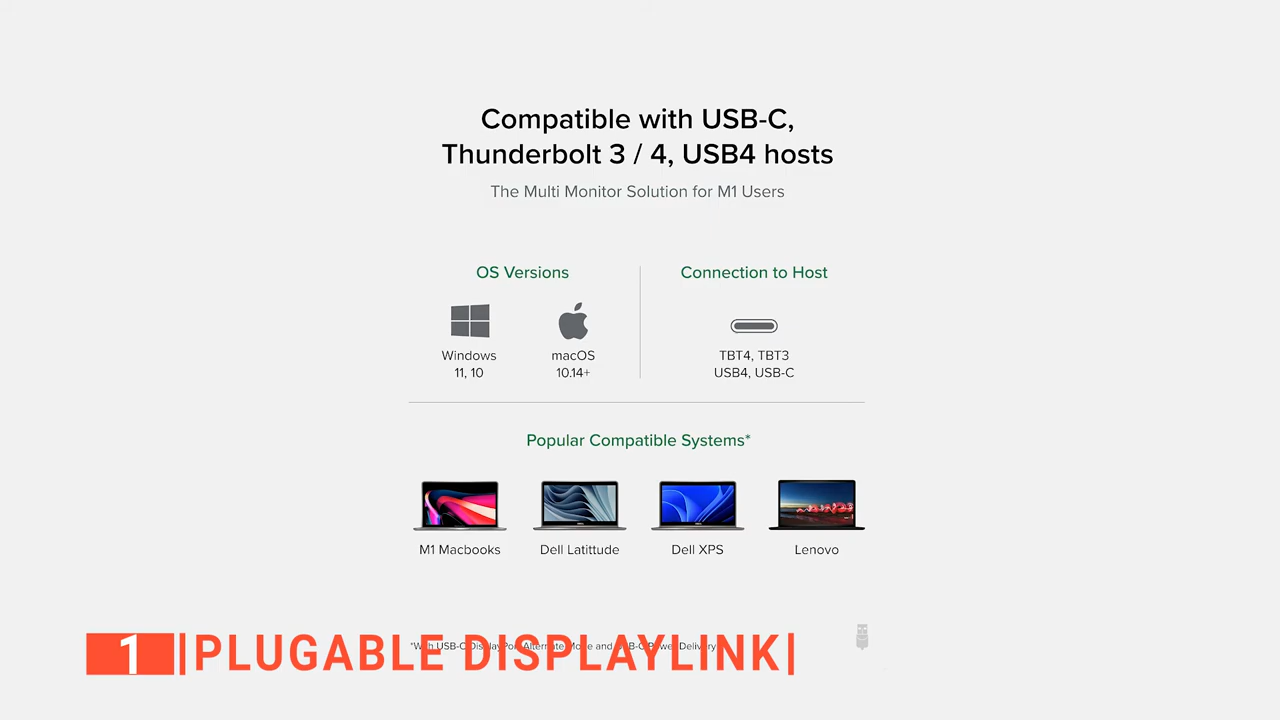 Compatible with USB-C,
Thunderbolt 3 / 4, USB4 hosts
The Multi Monitor Solution for M1 Users
OS Versions
Connection to Host
Windows
11, 10
macOS
10.14+
TBT4, TBT3
USB4, USB-C
Popular Compatible Systems*
M1 Macbooks
Dell Latittude
Dell XPS
Lenovo
*With USB-C DisplayPort Alternate Mode and USB-C Power Delivery
1 |PLUGABLE DISPLAYLINK|